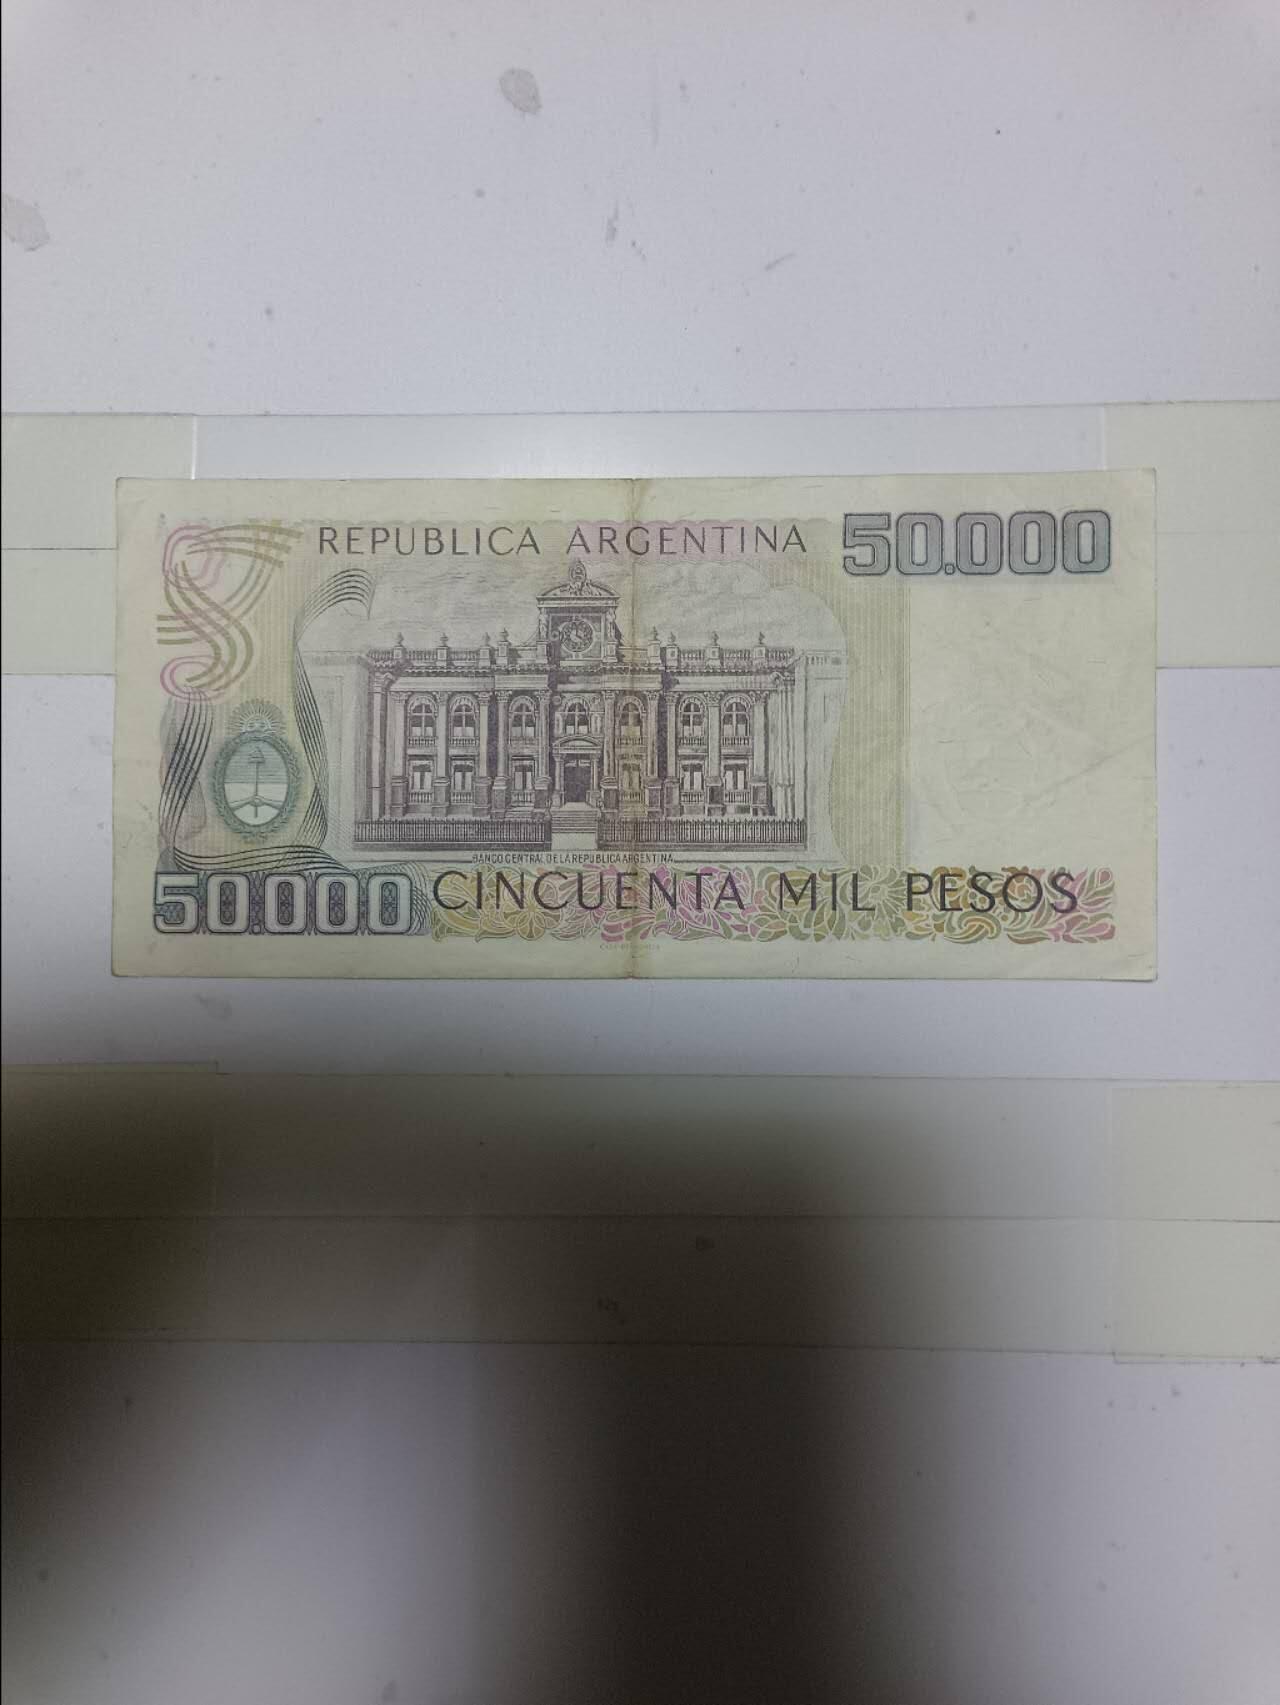 REPUBLICA ARGENTINA
50.000
BANCO CENTRAL DE LA REPUBLICA ARGENTINA
50.000 CINCUENTA MIL PESOS